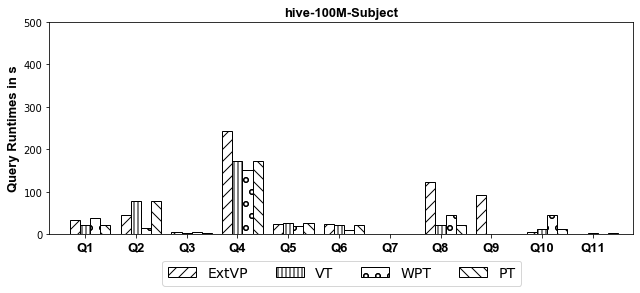 hive-100M-Subject
Query Runtimes in s
500
400
300
200
100
0
Q1 Q2 Q3 Q4 Q5 Q6 Q7 Q8 Q9 Q10 Q11
ExtVP VT WPT PT